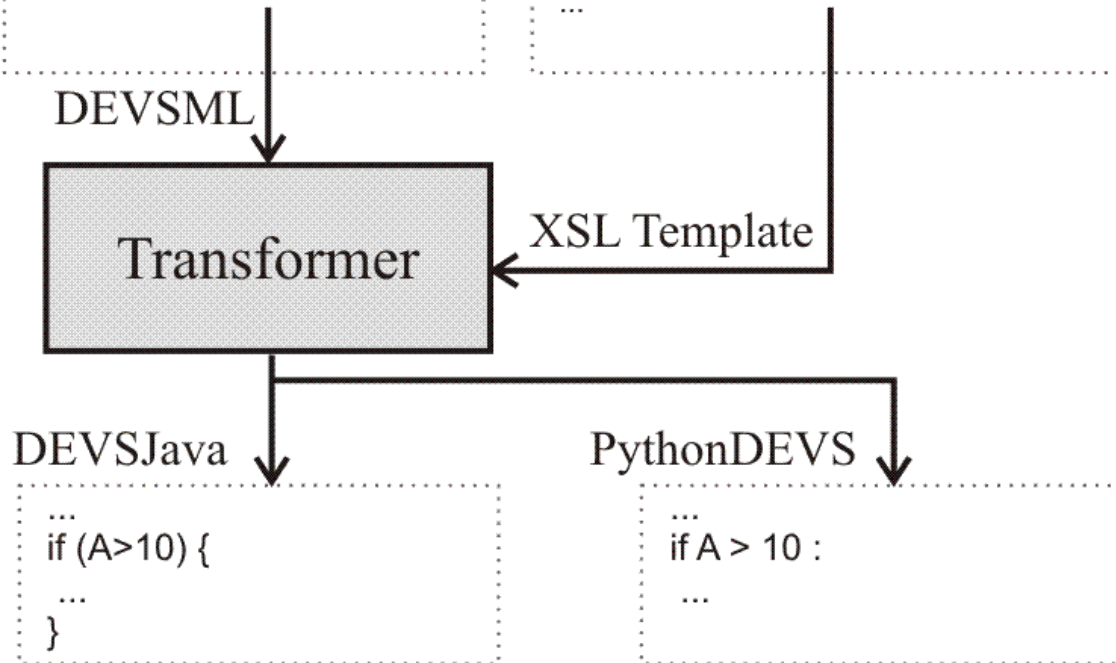 ...
DEVSML
XSL Template
Transformer
DEVSJava
PythonDEVS
...
if (A>10) {
...
}
...
if A > 10 :
...